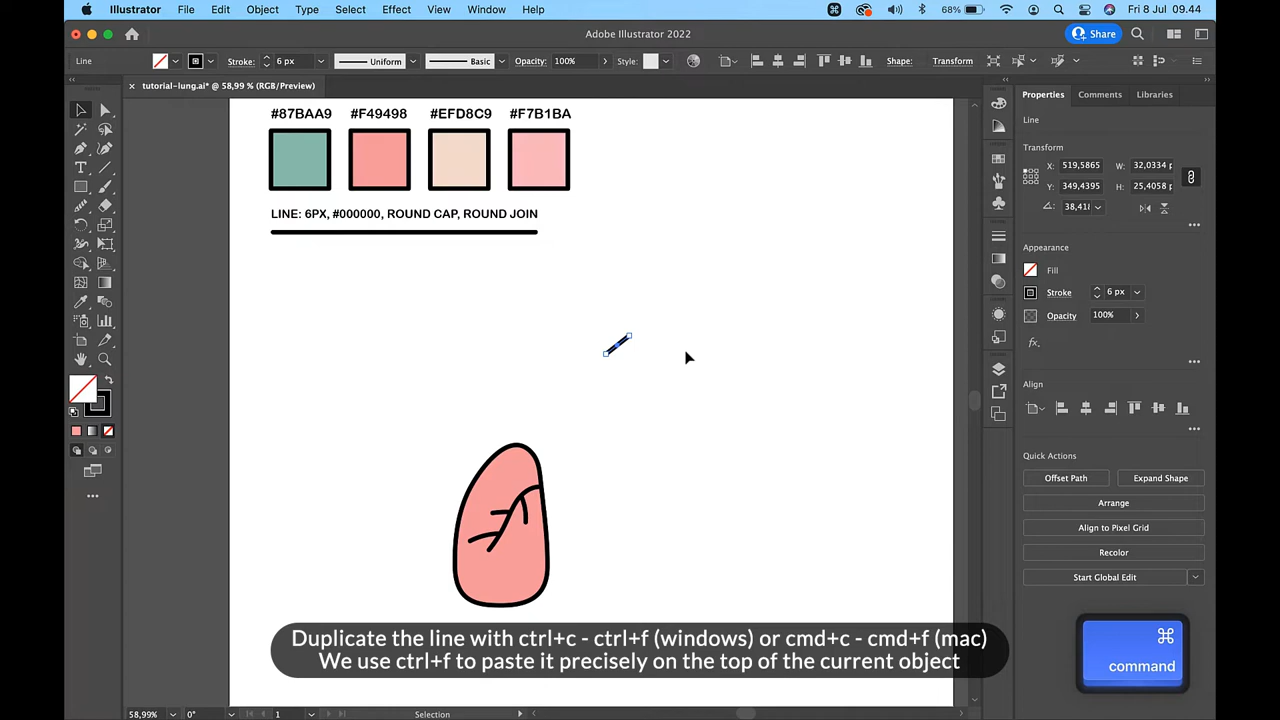 Illustrator File Edit Object Type Select Effect View Window Help 68% Fri 8 Jul 09.44
Adobe Illustrator 2022
Share
Line Stroke: 6 px Uniform Basic Opacity: 100% Style: Shape: Transform
× tutorial-lung.ai* @ 58,99 % (RGB/Preview)
Properties Comments Libraries
#87BAA9 #F49498 #EFD8C9 #F7B1BA
LINE: 6PX, #000000, ROUND CAP, ROUND JOIN
Line
Transform
X: 519,5865 W: 32,0334 p
Y: 349,4395 H: 25,4058 p
38,418
Appearance
Fill
Stroke 6 px
Opacity 100%
fx.
Align
Quick Actions
Offset Path Expand Shape
Arrange
Align to Pixel Grid
Recolor
Start Global Edit
Duplicate the line with ctrl+c - ctrl+f (windows) or cmd+c - cmd+f (mac)
We use ctrl+f to paste it precisely on the top of the current object
⌘
command
58,99% 0° 1 Selection